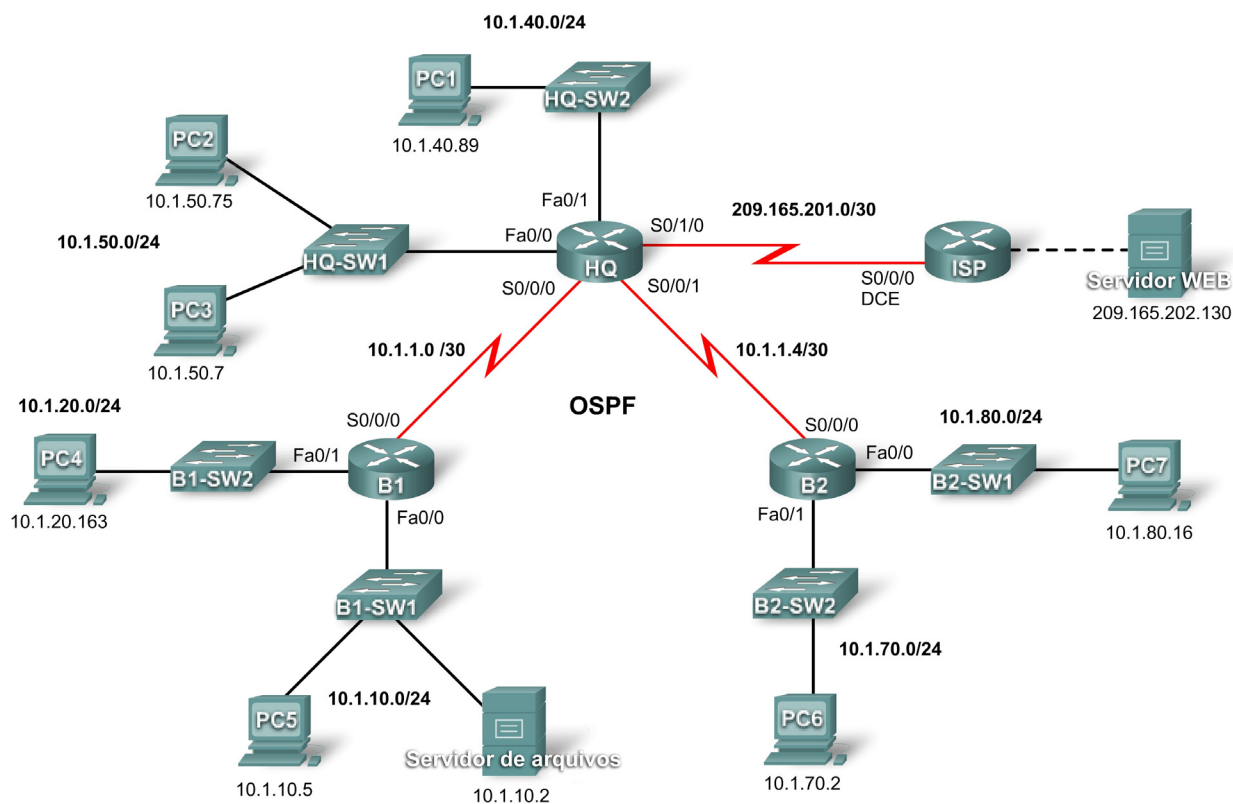 10.1.40.0/24
PC1
HQ-SW2
10.1.40.89
PC2
10.1.50.75
Fa0/1
10.1.50.0/24
HQ-SW1
Fa0/0
HQ
S0/1/0
209.165.201.0/30
S0/0/0
DCE
ISP
Servidor WEB
209.165.202.130
S0/0/0
S0/0/1
PC3
10.1.50.7
10.1.1.0 /30
10.1.1.4/30
OSPF
10.1.20.0/24
PC4
10.1.20.163
B1-SW2
Fa0/1
S0/0/0
B1
Fa0/0
S0/0/0
B2
Fa0/0
10.1.80.0/24
B2-SW1
PC7
10.1.80.16
Fa0/1
B1-SW1
B2-SW2
10.1.10.0/24
10.1.70.0/24
PC5
10.1.10.5
Servidor de arquivos
10.1.10.2
PC6
10.1.70.2